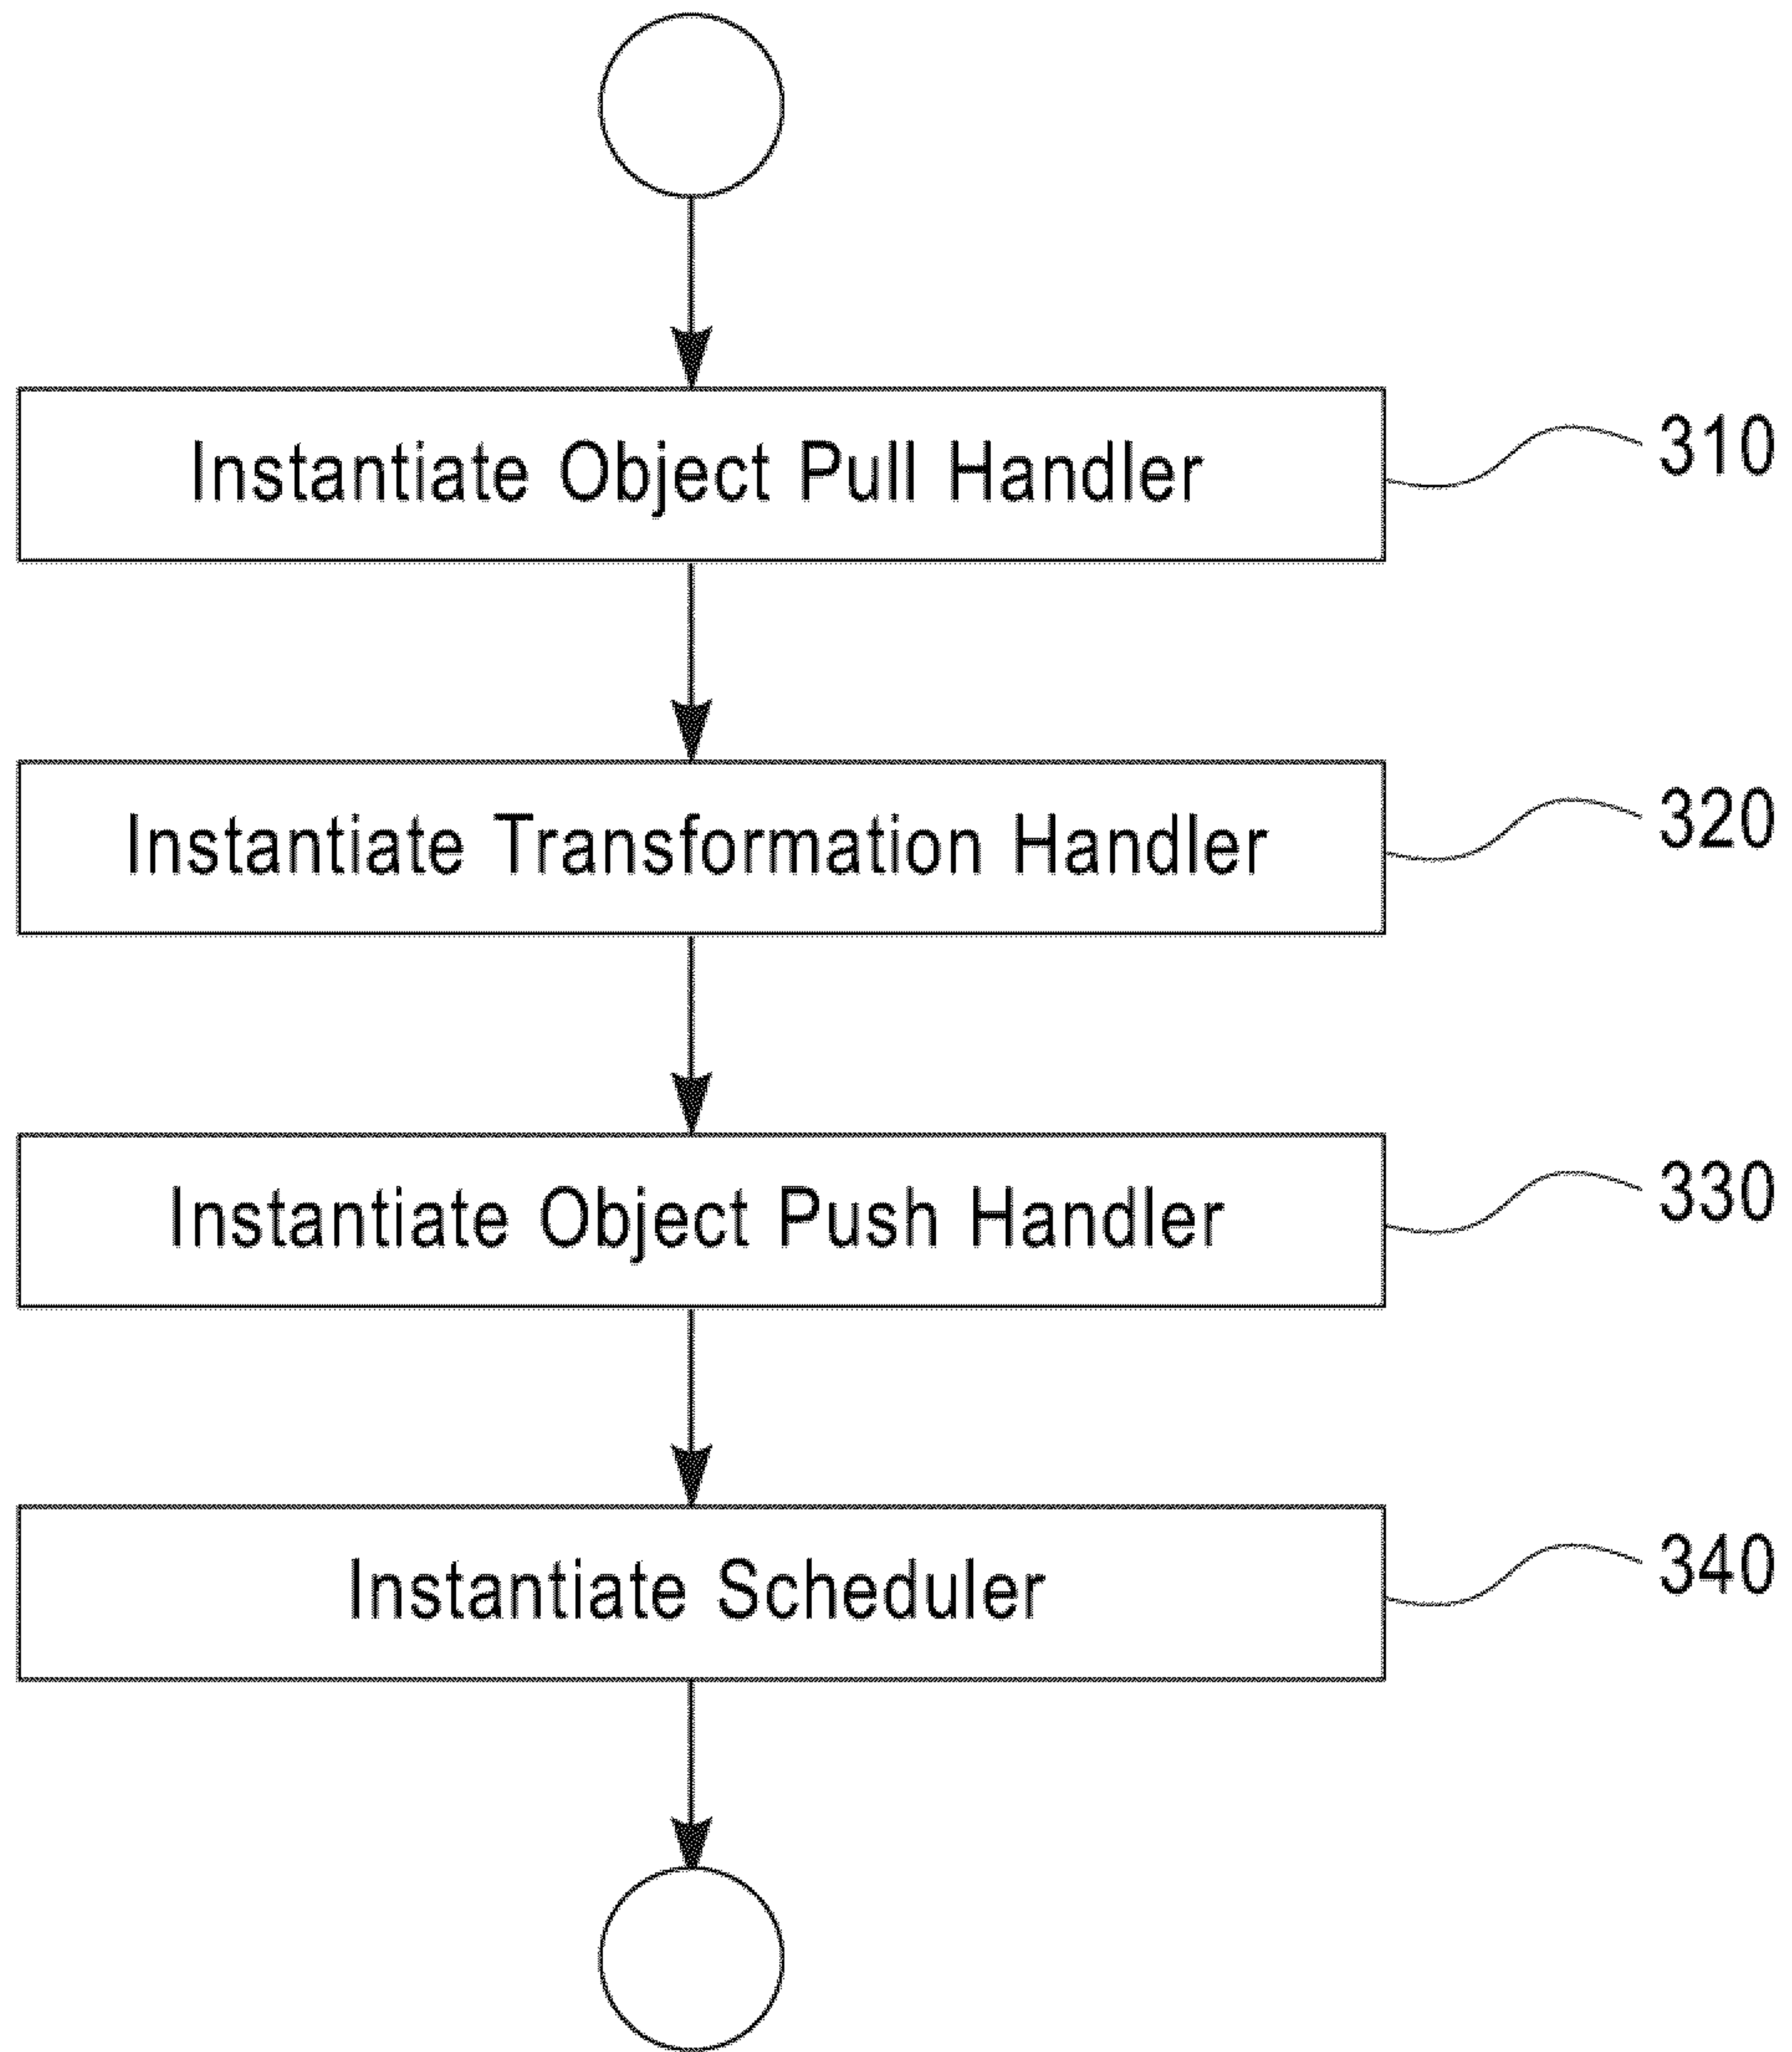 Instantiate Object Pull Handler 310
Instantiate Transformation Handler 320
Instantiate Object Push Handler 330
Instantiate Scheduler 340